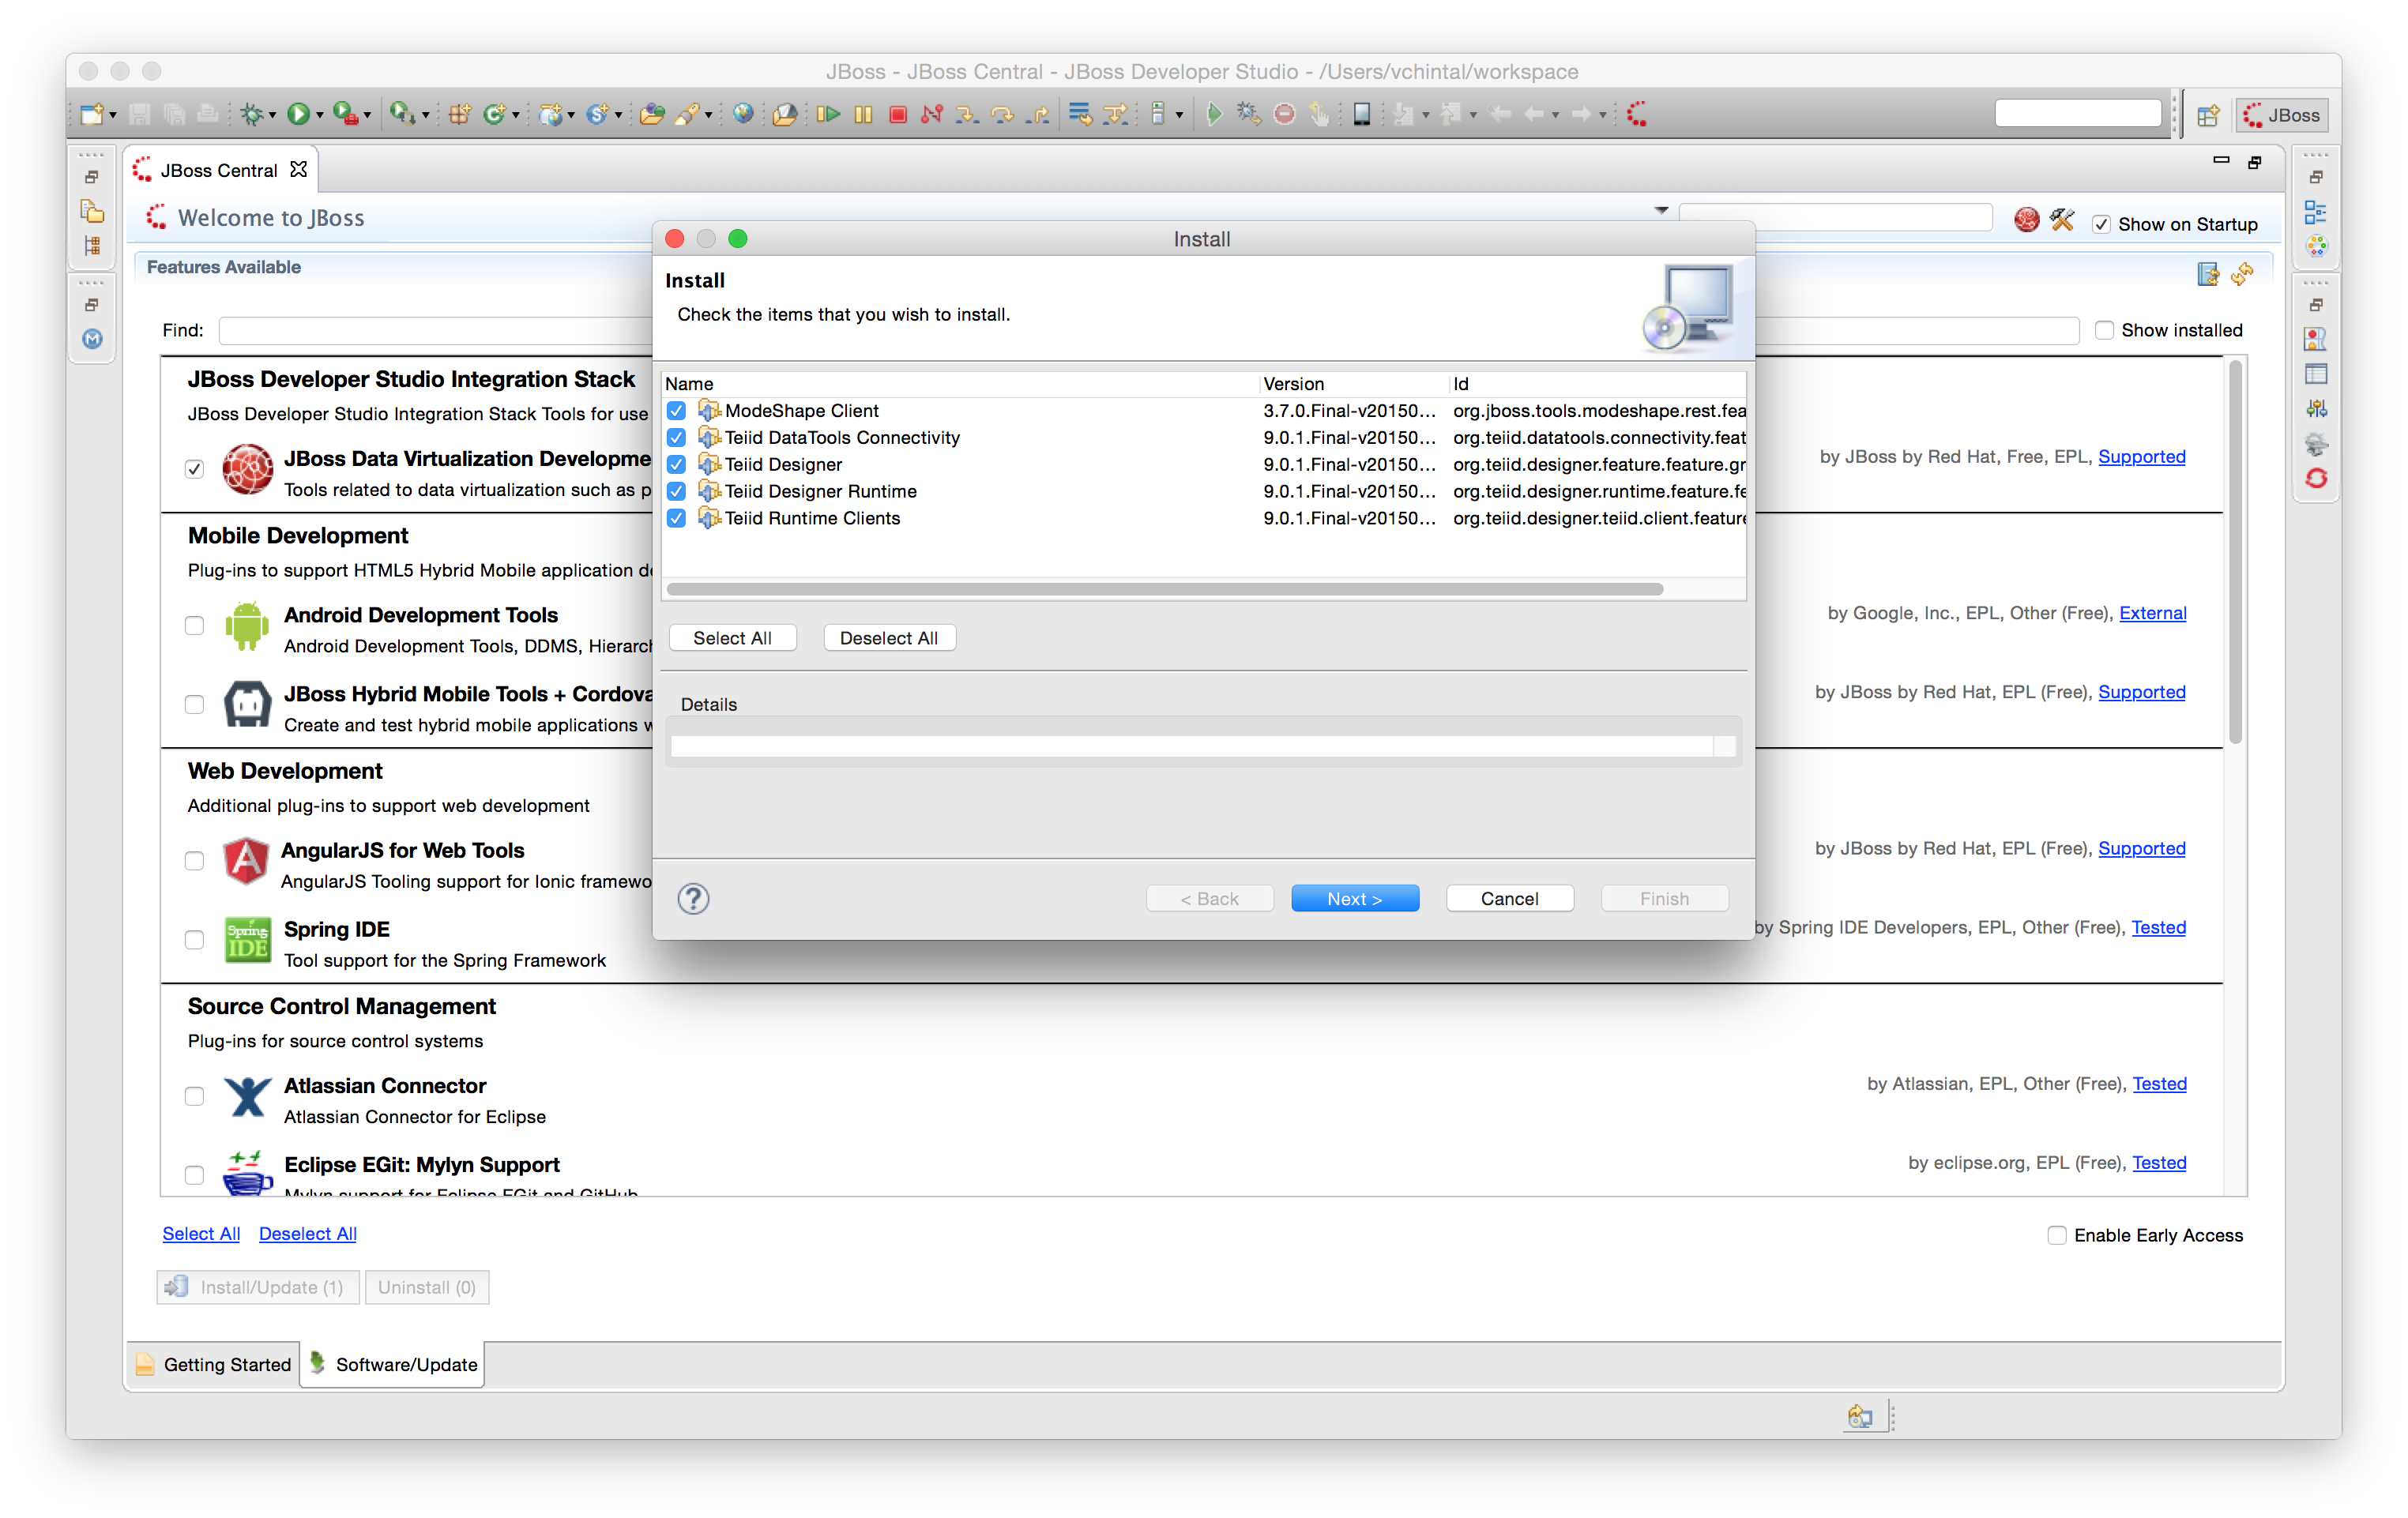 JBoss - JBoss Central - JBoss Developer Studio - /Users/vchintal/workspace
JBoss
JBoss Central
Welcome to JBoss
Show on Startup
Features Available
Find:
Show installed
JBoss Developer Studio Integration Stack
JBoss Developer Studio Integration Stack Tools for use
JBoss Data Virtualization Developme
Tools related to data virtualization such as p
by JBoss by Red Hat, Free, EPL, Supported
Mobile Development
Plug-ins to support HTML5 Hybrid Mobile application de
Android Development Tools
Android Development Tools, DDMS, Hierarch
by Google, Inc., EPL, Other (Free), External
JBoss Hybrid Mobile Tools + Cordova
Create and test hybrid mobile applications w
by JBoss by Red Hat, EPL (Free), Supported
Web Development
Additional plug-ins to support web development
AngularJS for Web Tools
AngularJS Tooling support for Ionic framewo
by JBoss by Red Hat, EPL (Free), Supported
Spring IDE
Spring IDE
Tool support for the Spring Framework
by Spring IDE Developers, EPL, Other (Free), Tested
Source Control Management
Plug-ins for source control systems
Atlassian Connector
Atlassian Connector for Eclipse
by Atlassian, EPL, Other (Free), Tested
Eclipse EGit: Mylyn Support
Mylyn support for Eclipse EGit and GitHub
by eclipse.org, EPL (Free), Tested
Select All Deselect All
Enable Early Access
Install/Update (1) Uninstall (0)
Getting Started Software/Update
Install
Install
Check the items that you wish to install.
Name Version Id
ModeShape Client 3.7.0.Final-v20150... org.jboss.tools.modeshape.rest.fea
Teiid DataTools Connectivity 9.0.1.Final-v20150... org.teiid.datatools.connectivity.feat
Teiid Designer 9.0.1.Final-v20150... org.teiid.designer.feature.feature.gr
Teiid Designer Runtime 9.0.1.Final-v20150... org.teiid.designer.runtime.feature.fe
Teiid Runtime Clients 9.0.1.Final-v20150... org.teiid.designer.teiid.client.feature
Select All Deselect All
Details
< Back Next > Cancel Finish